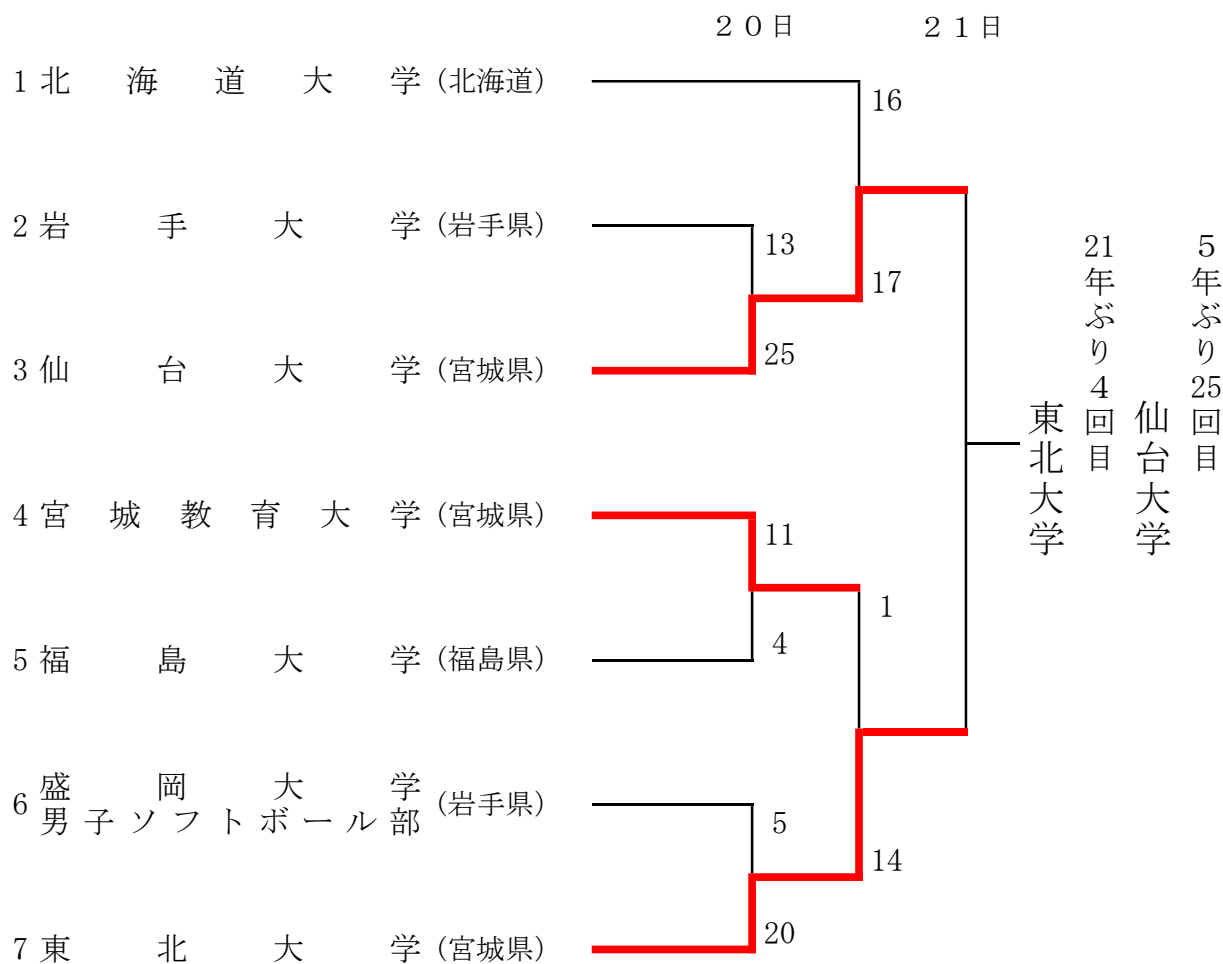 ２０日 ２１日
1 北海道大学 (北海道)
16
2 岩手大学 (岩手県)
13
17
25
3 仙台大学 (宮城県)
4 宮城教育大学 (宮城県)
11
1
4
5 福島大学 (福島県)
6 盛岡大学
男子ソフトボール部 (岩手県)
5
14
20
7 東北大学 (宮城県)
５年ぶり25回目
仙台大学
21年ぶり４回目
東北大学